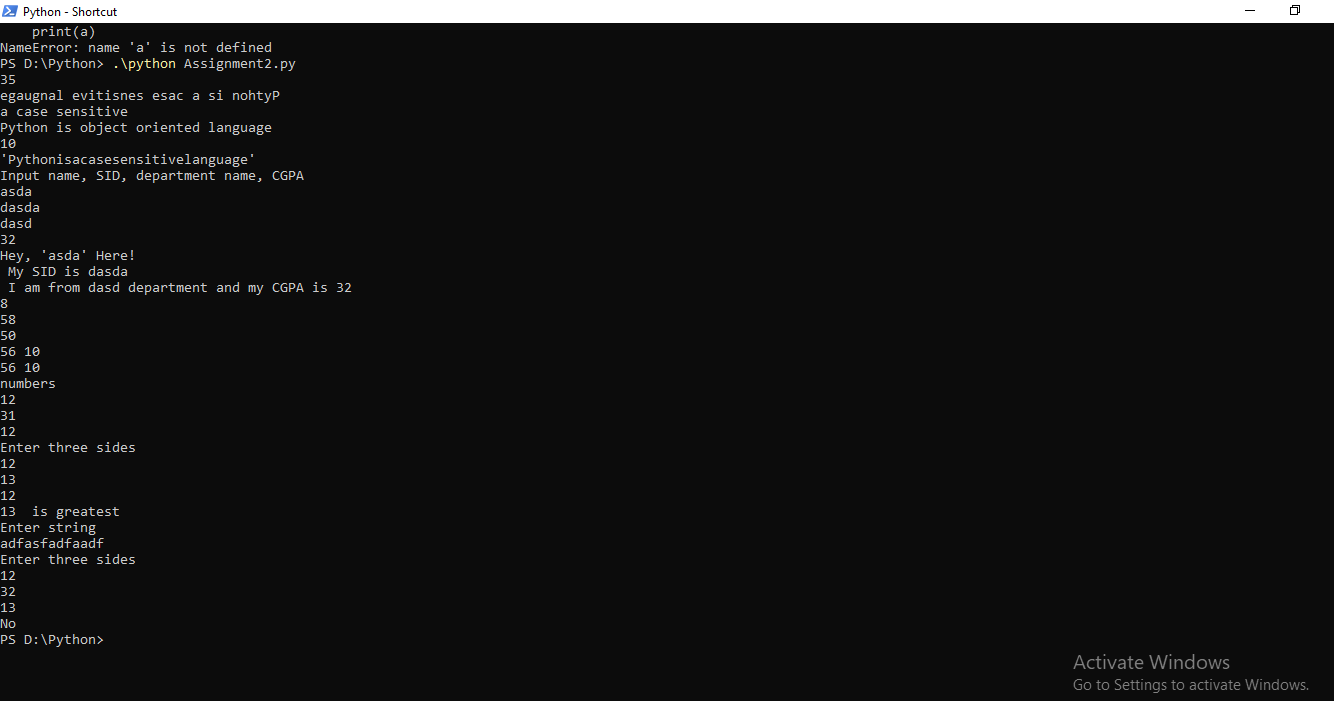 Python - Shortcut
    print(a)
NameError: name 'a' is not defined
PS D:\Python> .\python Assignment2.py
35
egaugnal evitisnes esac a si nohtyP
a case sensitive
Python is object oriented language
10
'Pythonisacasesensitivelanguage'
Input name, SID, department name, CGPA
asda
dasda
dasd
32
Hey, 'asda' Here!
 My SID is dasda
 I am from dasd department and my CGPA is 32
8
58
50
56 10
56 10
numbers
12
31
12
Enter three sides
12
13
12
13  is greatest
Enter string
adfasfadfaadf
Enter three sides
12
32
13
No
PS D:\Python>
Activate Windows
Go to Settings to activate Windows.